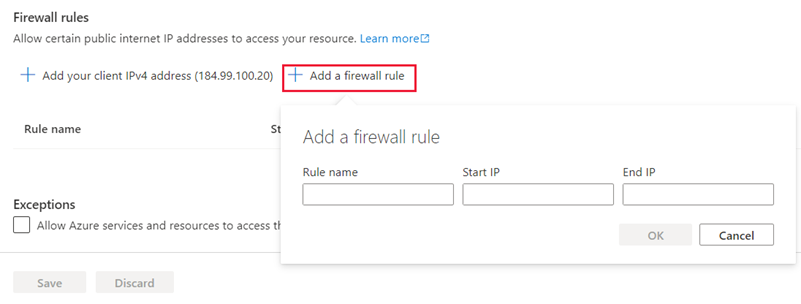 Firewall rules
Allow certain public internet IP addresses to access your resource. Learn more
Add your client IPv4 address (184.99.100.20) Add a firewall rule
Add a firewall rule
Rule name St
Rule name Start IP End IP
Exceptions
Allow Azure services and resources to access th
OK Cancel
Save Discard